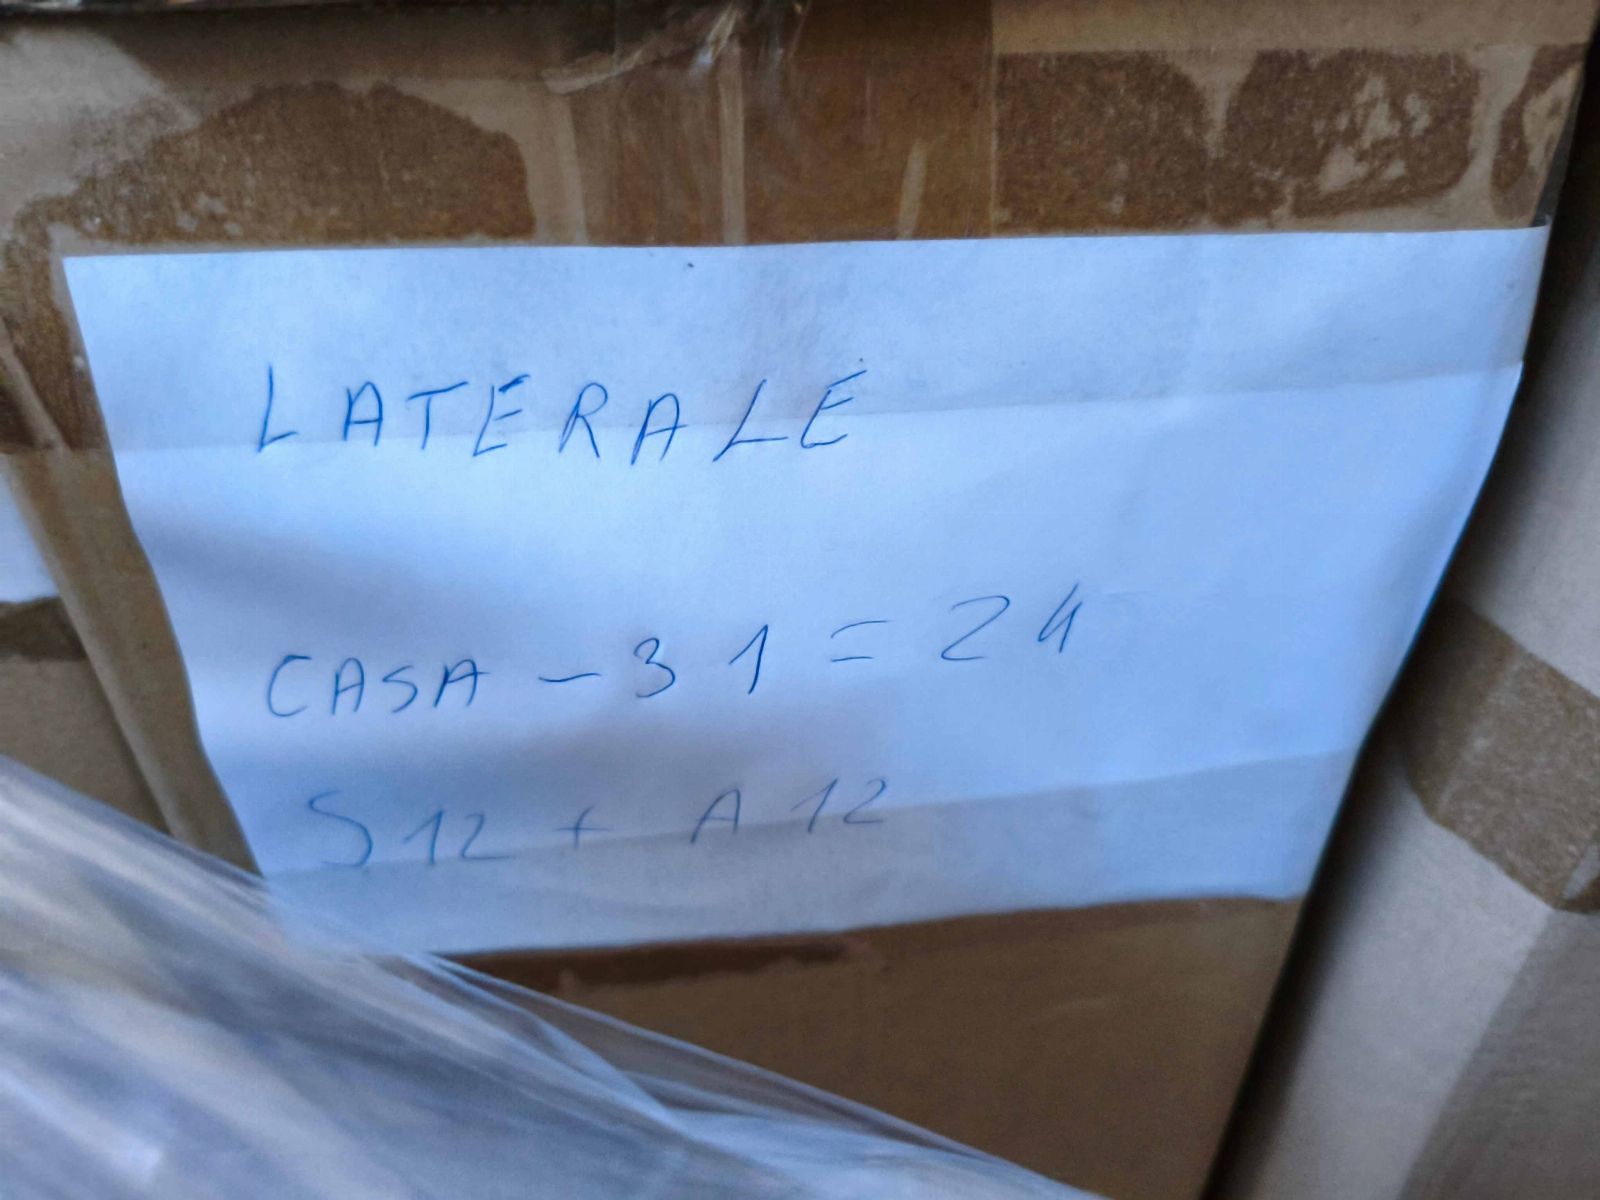 LATERALE
CASA - 31 = 24
S12 + A12